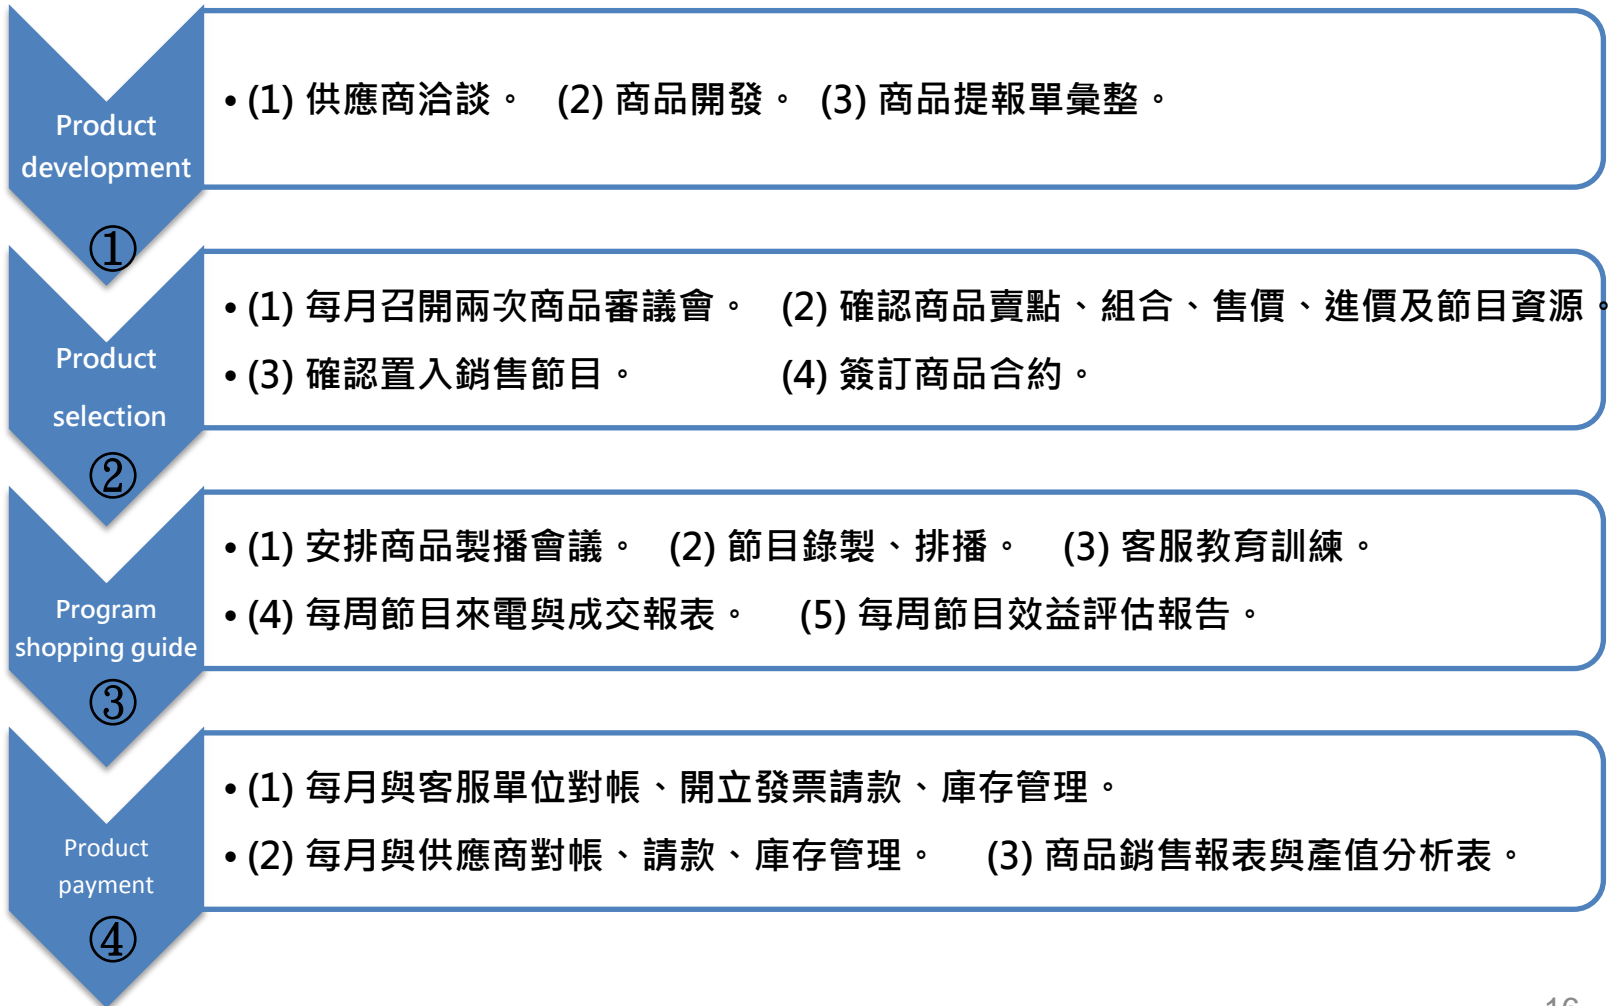 Product
development
①
• (1) 供應商洽談。 (2) 商品開發。 (3) 商品提報單彙整。
Product
selection
②
• (1) 每月召開兩次商品審議會。 (2) 確認商品賣點、組合、售價、進價及節目資源。
• (3) 確認置入銷售節目。 (4) 簽訂商品合約。
Program
shopping guide
③
• (1) 安排商品製播會議。 (2) 節目錄製、排播。 (3) 客服教育訓練。
• (4) 每周節目來電與成交報表。 (5) 每周節目效益評估報告。
Product
payment
④
• (1) 每月與客服單位對帳、開立發票請款、庫存管理。
• (2) 每月與供應商對帳、請款、庫存管理。 (3) 商品銷售報表與產值分析表。
16